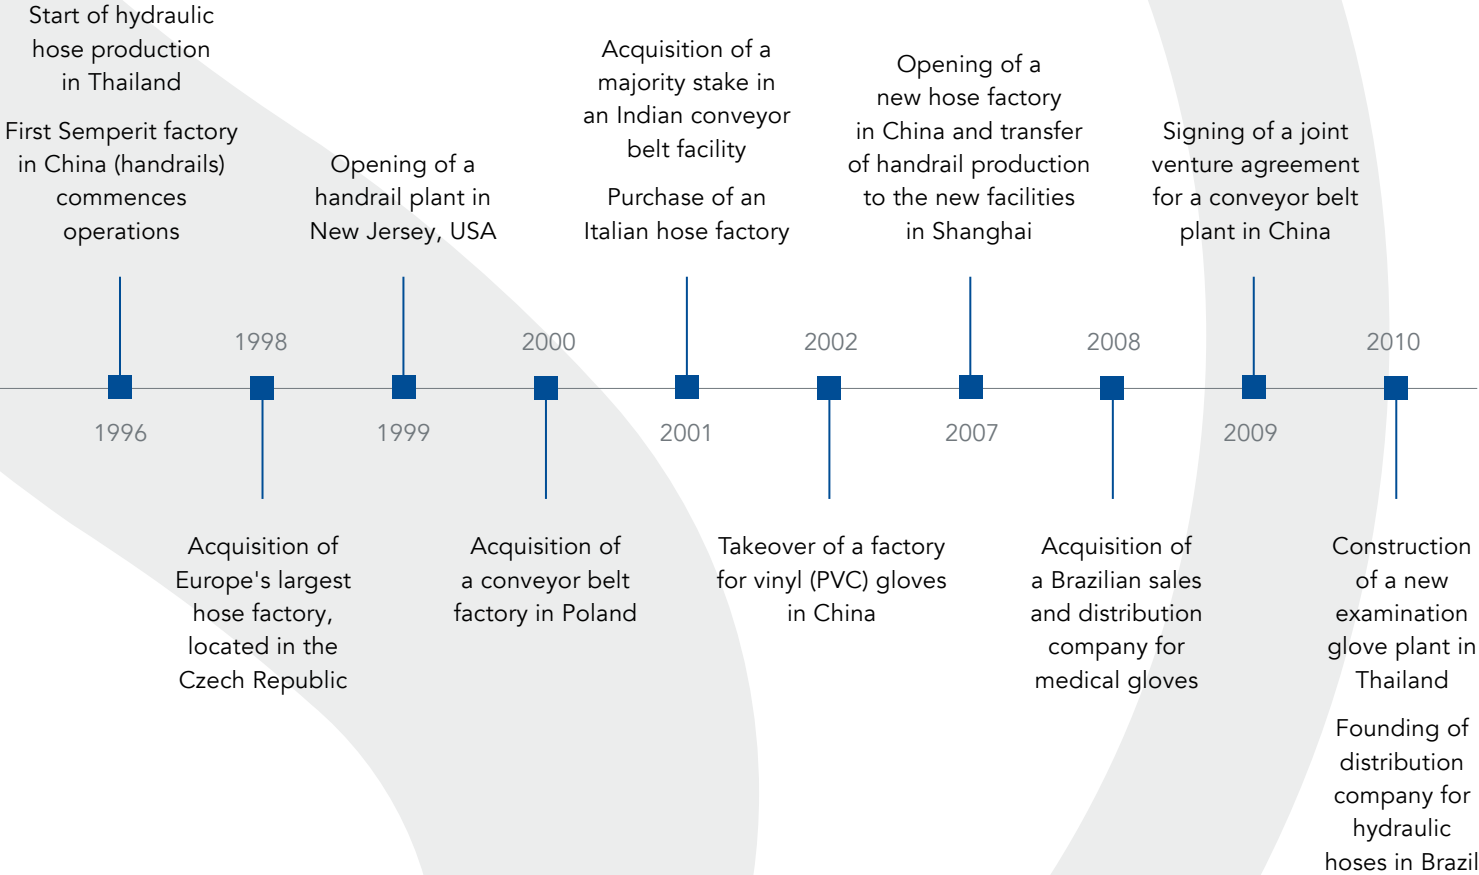 Start of hydraulic
hose production
in Thailand
First Semperit factory
in China (handrails)
commences
operations
1996
1998
Acquisition of
Europe's largest
hose factory,
located in the
Czech Republic
Opening of a
handrail plant in
New Jersey, USA
1999
2000
Acquisition of
a conveyor belt
factory in Poland
Acquisition of a
majority stake in
an Indian conveyor
belt facility
Purchase of an
Italian hose factory
2001
2002
Takeover of a factory
for vinyl (PVC) gloves
in China
Opening of a
new hose factory
in China and transfer
of handrail production
to the new facilities
in Shanghai
2007
2008
Acquisition of
a Brazilian sales
and distribution
company for
medical gloves
Signing of a joint
venture agreement
for a conveyor belt
plant in China
2009
2010
Construction
of a new
examination
glove plant in
Thailand
Founding of
distribution
company for
hydraulic
hoses in Brazil